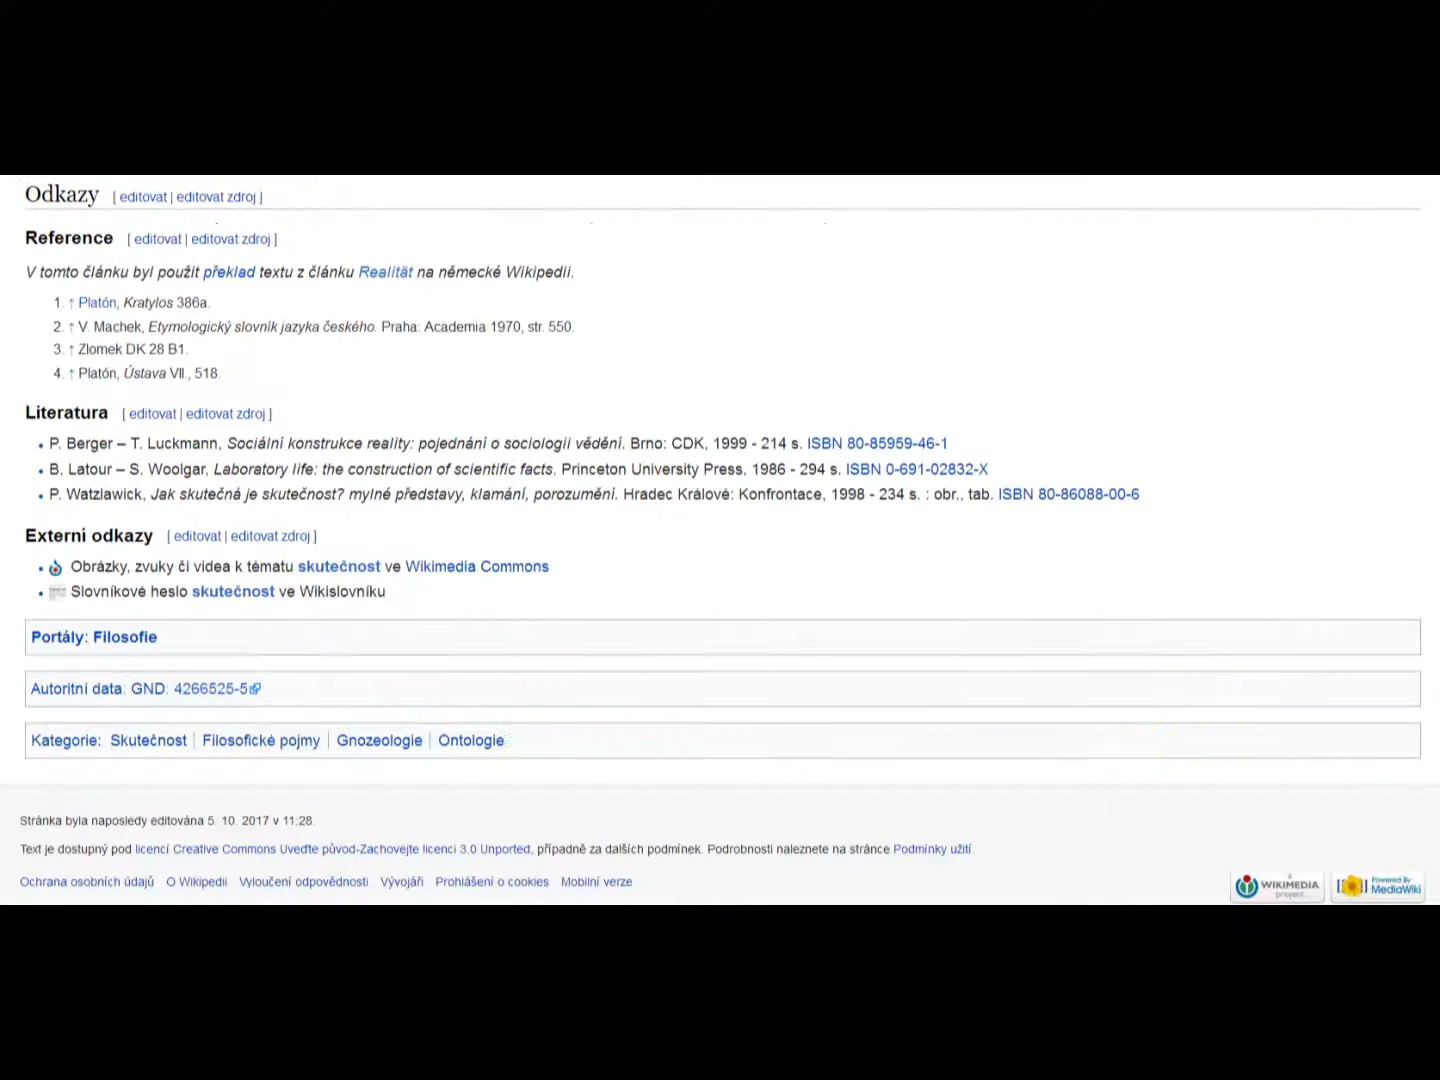 Odkazy [ editovat | editovat zdroj ]
Reference [ editovat | editovat zdroj ]
V tomto článku byl použit překlad textu z článku Realität na německé Wikipedii.
1. ↑ Platón, Kratylos 386a.
2. ↑ V. Machek, Etymologický slovník jazyka českého. Praha: Academia 1970, str. 550.
3. ↑ Zlomek DK 28 B1.
4. ↑ Platón, Ústava VII., 518.
Literatura [ editovat | editovat zdroj ]
• P. Berger – T. Luckmann, Sociální konstrukce reality: pojednání o sociologii vědění. Brno: CDK, 1999 - 214 s. ISBN 80-85959-46-1
• B. Latour – S. Woolgar, Laboratory life: the construction of scientific facts. Princeton University Press, 1986 - 294 s. ISBN 0-691-02832-X
• P. Watzlawick, Jak skutečná je skutečnost? mylné představy, klamání, porozumění. Hradec Králové: Konfrontace, 1998 - 234 s. : obr., tab. ISBN 80-86088-00-6
Externí odkazy [ editovat | editovat zdroj ]
• Obrázky, zvuky či videa k tématu skutečnost ve Wikimedia Commons
• Slovníkové heslo skutečnost ve Wikislovníku
Portály: Filosofie
Autoritní data: GND: 4266525-5
Kategorie: Skutečnost | Filosofické pojmy | Gnozeologie | Ontologie
Stránka byla naposledy editována 5. 10. 2017 v 11:28.
Text je dostupný pod licencí Creative Commons Uveďte původ-Zachovejte licenci 3.0 Unported, případně za dalších podmínek. Podrobnosti naleznete na stránce Podmínky užití.
Ochrana osobních údajů O Wikipedii Vyloučení odpovědnosti Vývojáři Prohlášení o cookies Mobilní verze
A WIKIMEDIA project
Powered By MediaWiki